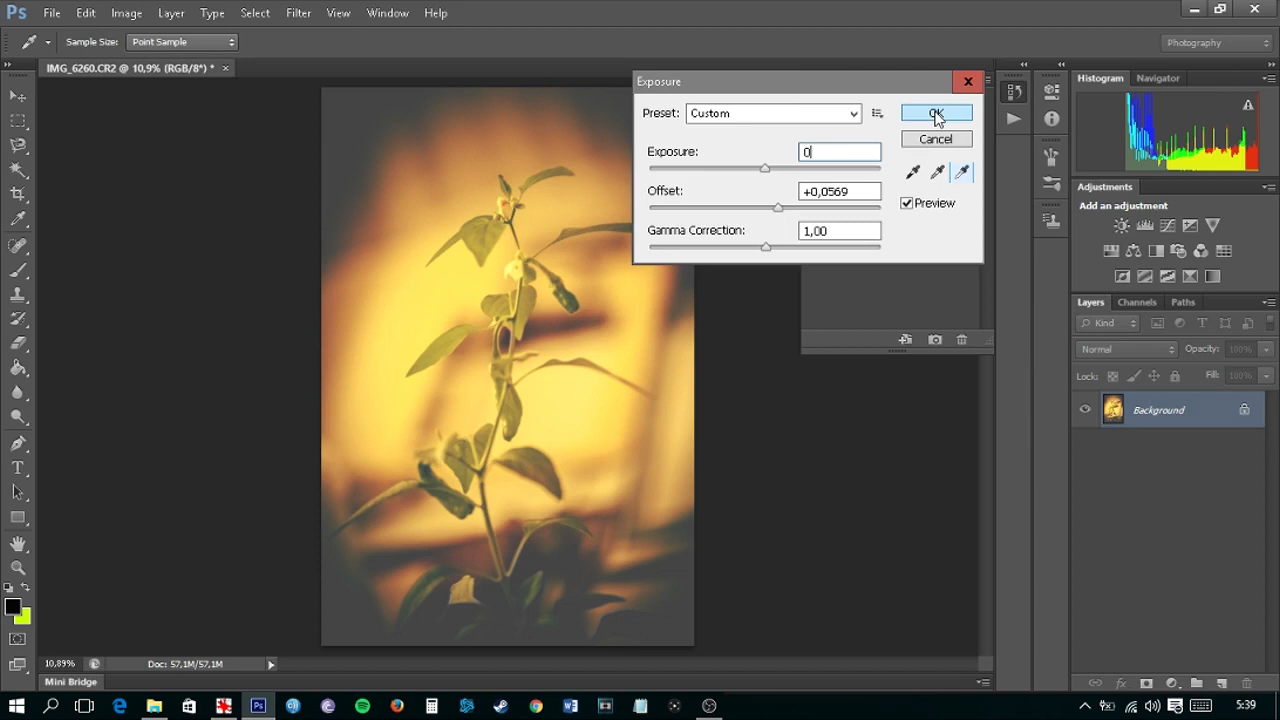 Ps File Edit Image Layer Type Select Filter View Window Help
Sample Size: Point Sample
Photography
IMG_6260.CR2 @ 10,9% (RGB/8*) *
Exposure
Preset: Custom
OK
Cancel
Exposure: 0
Offset: +0,0569
Preview
Gamma Correction: 1,00
Histogram Navigator
Adjustments
Add an adjustment
Layers Channels Paths
Kind
Normal Opacity: 100%
Lock: Fill: 100%
Background
10,89% Doc: 57,1M/57,1M
Mini Bridge
5:39